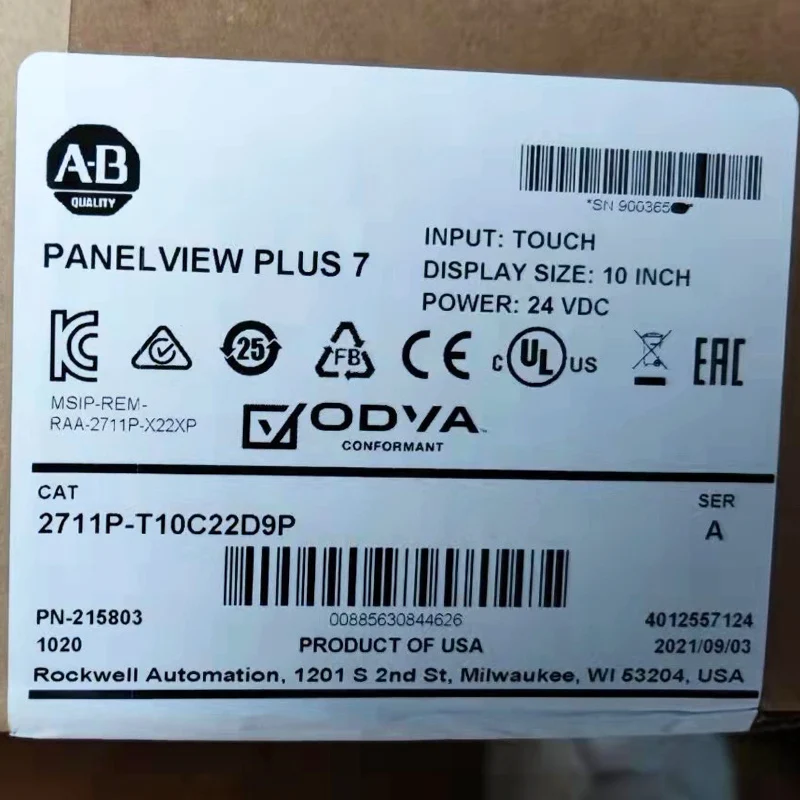 A-B
QUALITY
*SN 900365
PANELVIEW PLUS 7
INPUT: TOUCH
DISPLAY SIZE: 10 INCH
POWER: 24 VDC
25
FB
CE
c UL US
EAC
MSIP-REM-
RAA-2711P-X22XP
ODVA
CONFORMANT
CAT
2711P-T10C22D9P
SER
A
PN-215803
00885630844626
4012557124
1020
PRODUCT OF USA
2021/09/03
Rockwell Automation, 1201 S 2nd St, Milwaukee, WI 53204, USA